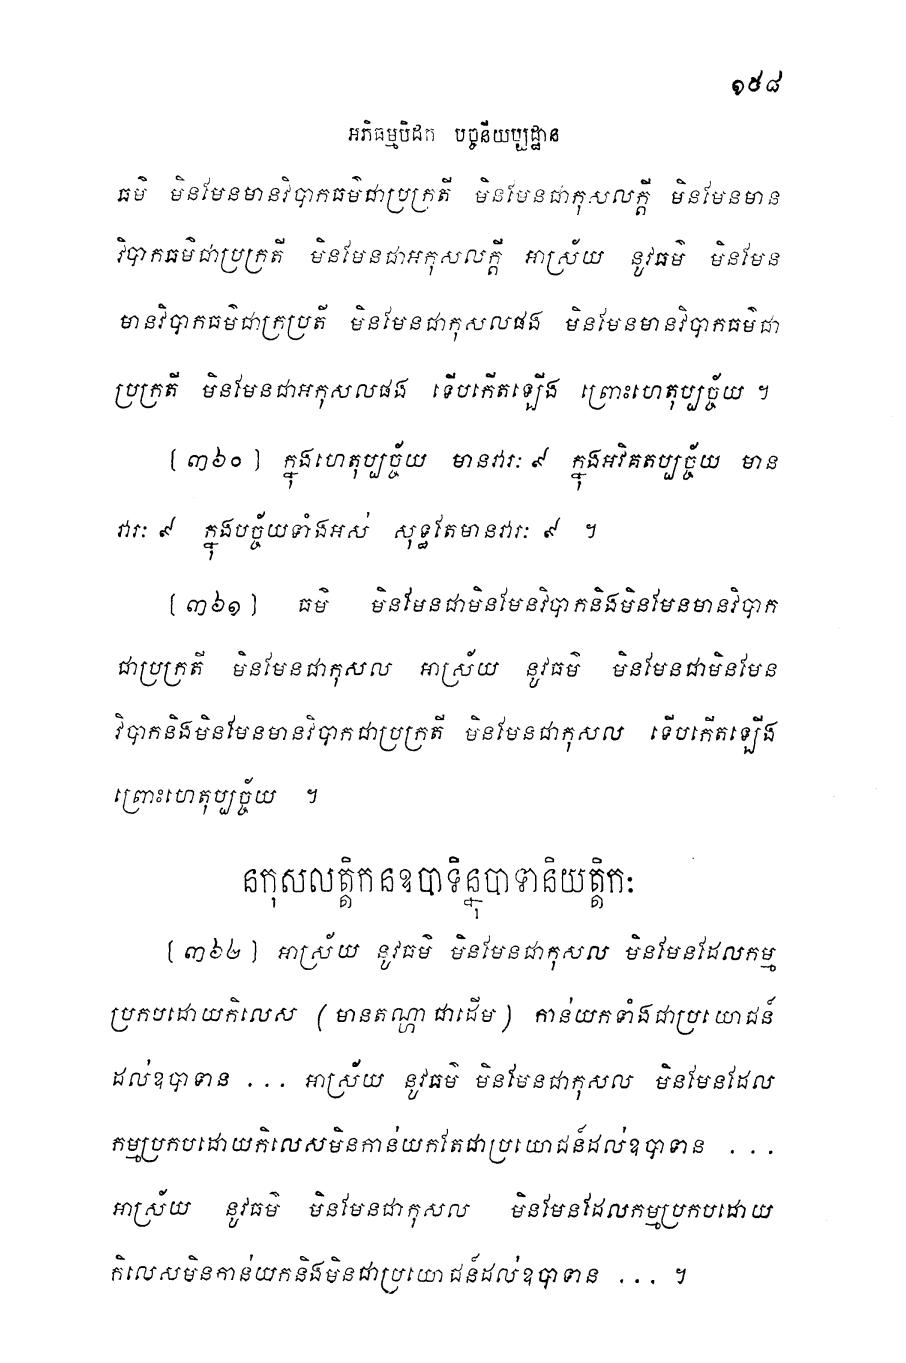 ១៥៨
អភិធម្មបិដក បច្ចនីយប្បដ្ឋាន
ធម៌ មិនមែនមានវិបាកធម៌ជាប្រក្រតី មិនមែនជាកុសលក្តី មិនមែនមាន
វិបាកធម៌ជាប្រក្រតី មិនមែនជាអកុសលក្តី អាស្រ័យ នូវធម៌ មិនមែន
មានវិបាកធម៌ជាក្រប្រតី មិនមែនជាកុសលផង មិនមែនមានវិបាកធម៌ជា
ប្រក្រតី មិនមែនជាអកុសលផង ទើបកើតឡើង ព្រោះហេតុប្បច្ច័យ ។
[៣៦០] ក្នុងហេតុប្បច្ច័យ មានវារៈ ៩ ក្នុងអវិគតប្បច្ច័យ មាន
វារៈ ៩ ក្នុងបច្ច័យទាំងអស់ សុទ្ធតែមានវារៈ ៩ ។
[៣៦១] ធម៌ មិនមែនជាមិនមែនវិបាកនិងមិនមែនមានវិបាក
ជាប្រក្រតី មិនមែនជាកុសល អាស្រ័យ នូវធម៌ មិនមែនជាមិនមែន
វិបាកនិងមិនមែនមានវិបាកជាប្រក្រតី មិនមែនជាកុសល ទើបកើតឡើង
ព្រោះហេតុប្បច្ច័យ ។
នកុសលត្តិកនឧបាទិន្នុបាទានិយត្តិកៈ
[៣៦២] អាស្រ័យ នូវធម៌ មិនមែនជាកុសល មិនមែនដែលកម្ម
ប្រកបដោយកិលេស (មានតណ្ហាជាដើម) កាន់យកទាំងជាប្រយោជន៍
ដល់ឧបាទាន ... អាស្រ័យ នូវធម៌ មិនមែនជាកុសល មិនមែនដែល
កម្មប្រកបដោយកិលេសមិនកាន់យកតែជាប្រយោជន៍ដល់ឧបាទាន ...
អាស្រ័យ នូវធម៌ មិនមែនជាកុសល មិនមែនដែលកម្មប្រកបដោយ
កិលេសមិនកាន់យកនិងមិនជាប្រយោជន៍ដល់ឧបាទាន ... ។